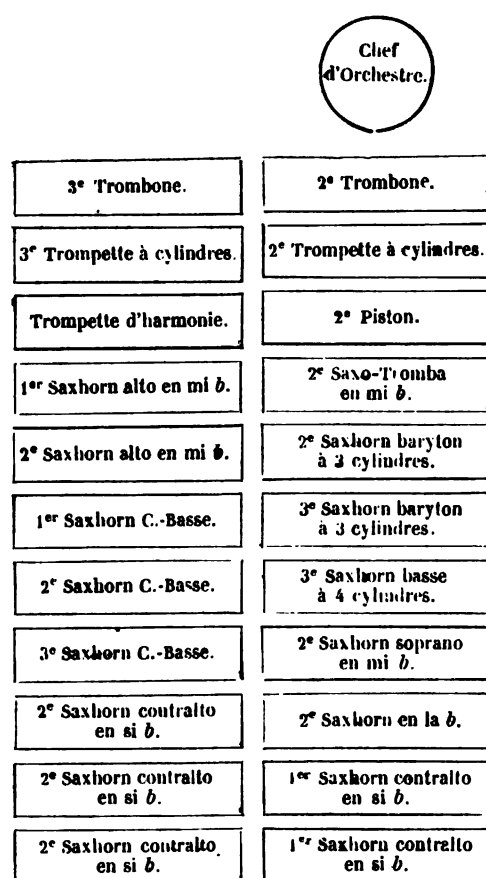 Chef
d'Orchestre.
3e Trombone.
2e Trombone.
3e Trompette à cylindres.
2e Trompette à cylindres.
Trompette d'harmonie.
2e Piston.
1er Saxhorn alto en mi b.
2e Saxo-Tromba
en mi b.
2e Saxhorn alto en mi b.
2e Saxhorn baryton
à 3 cylindres.
1er Saxhorn C.-Basse.
3e Saxhorn baryton
à 3 cylindres.
2e Saxhorn C.-Basse.
3e Saxhorn basse
à 4 cylindres.
3e Saxhorn C.-Basse.
2e Saxhorn soprano
en mi b.
2e Saxhorn contralto
en si b.
2e Saxhorn en la b.
2e Saxhorn contralto
en si b.
1er Saxhorn contralto
en si b.
2e Saxhorn contralto
en si b.
1er Saxhorn contralto
en si b.